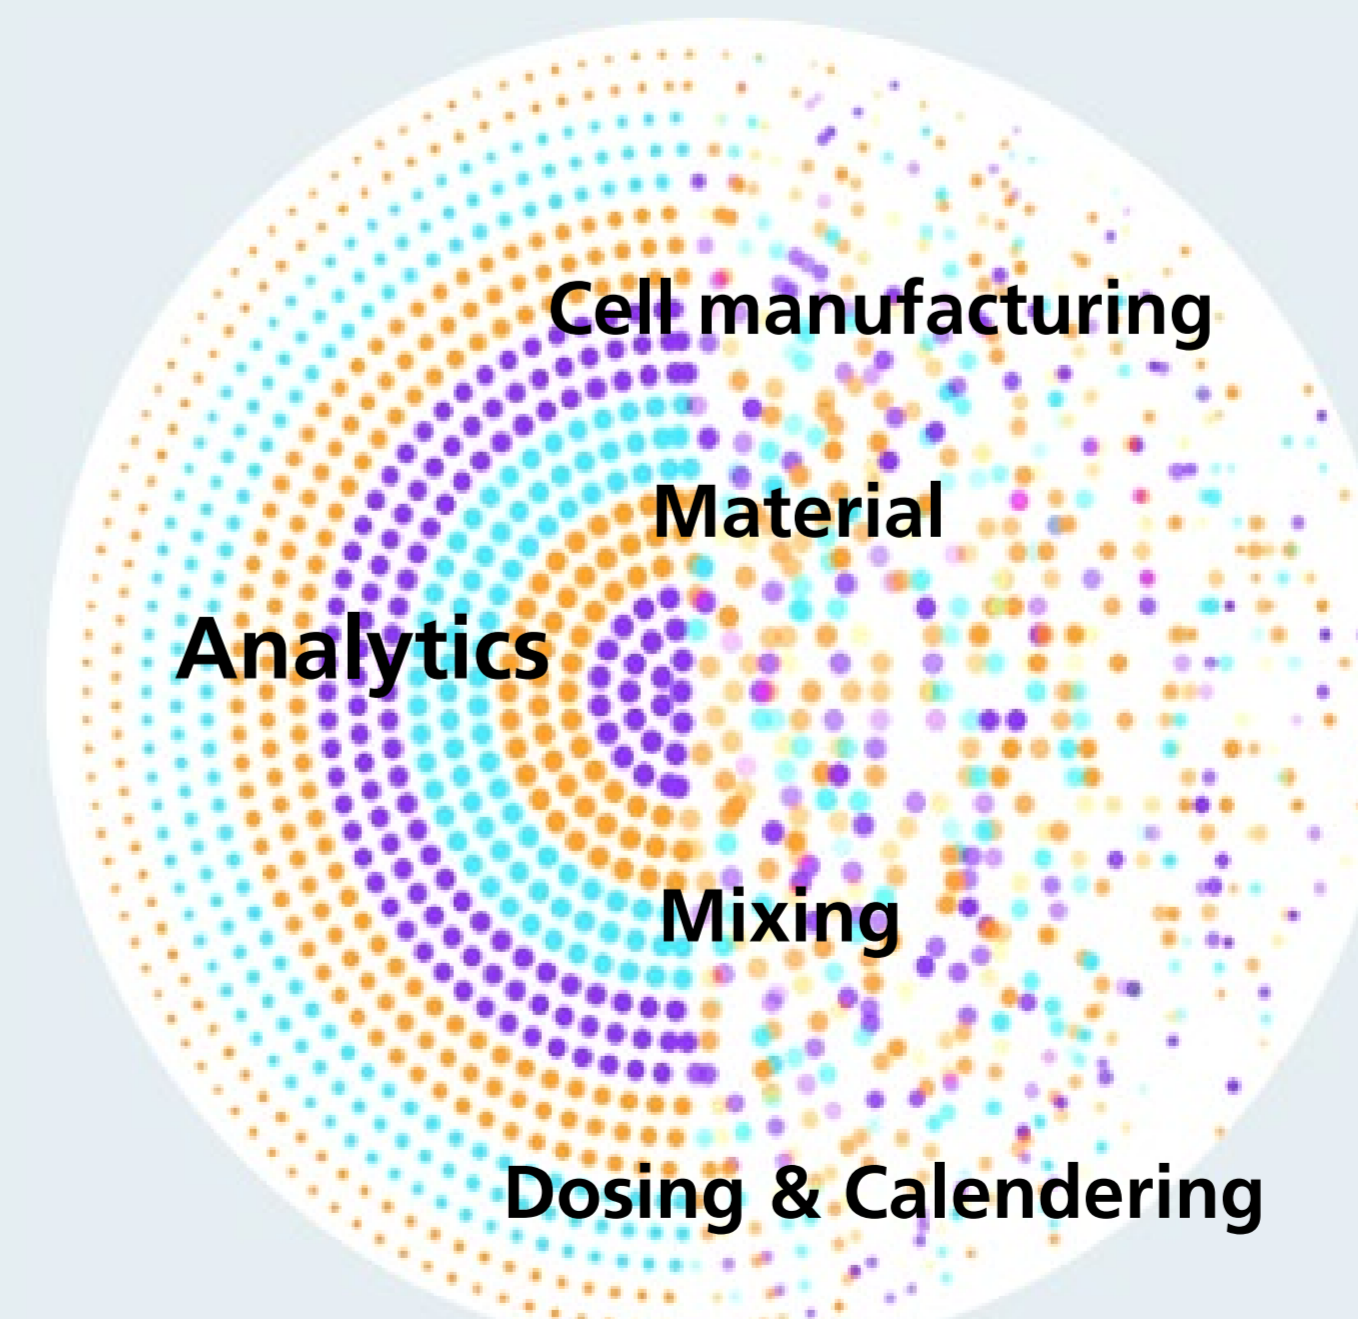 Cell manufacturing
Material
Analytics
Mixing
Dosing & Calendering